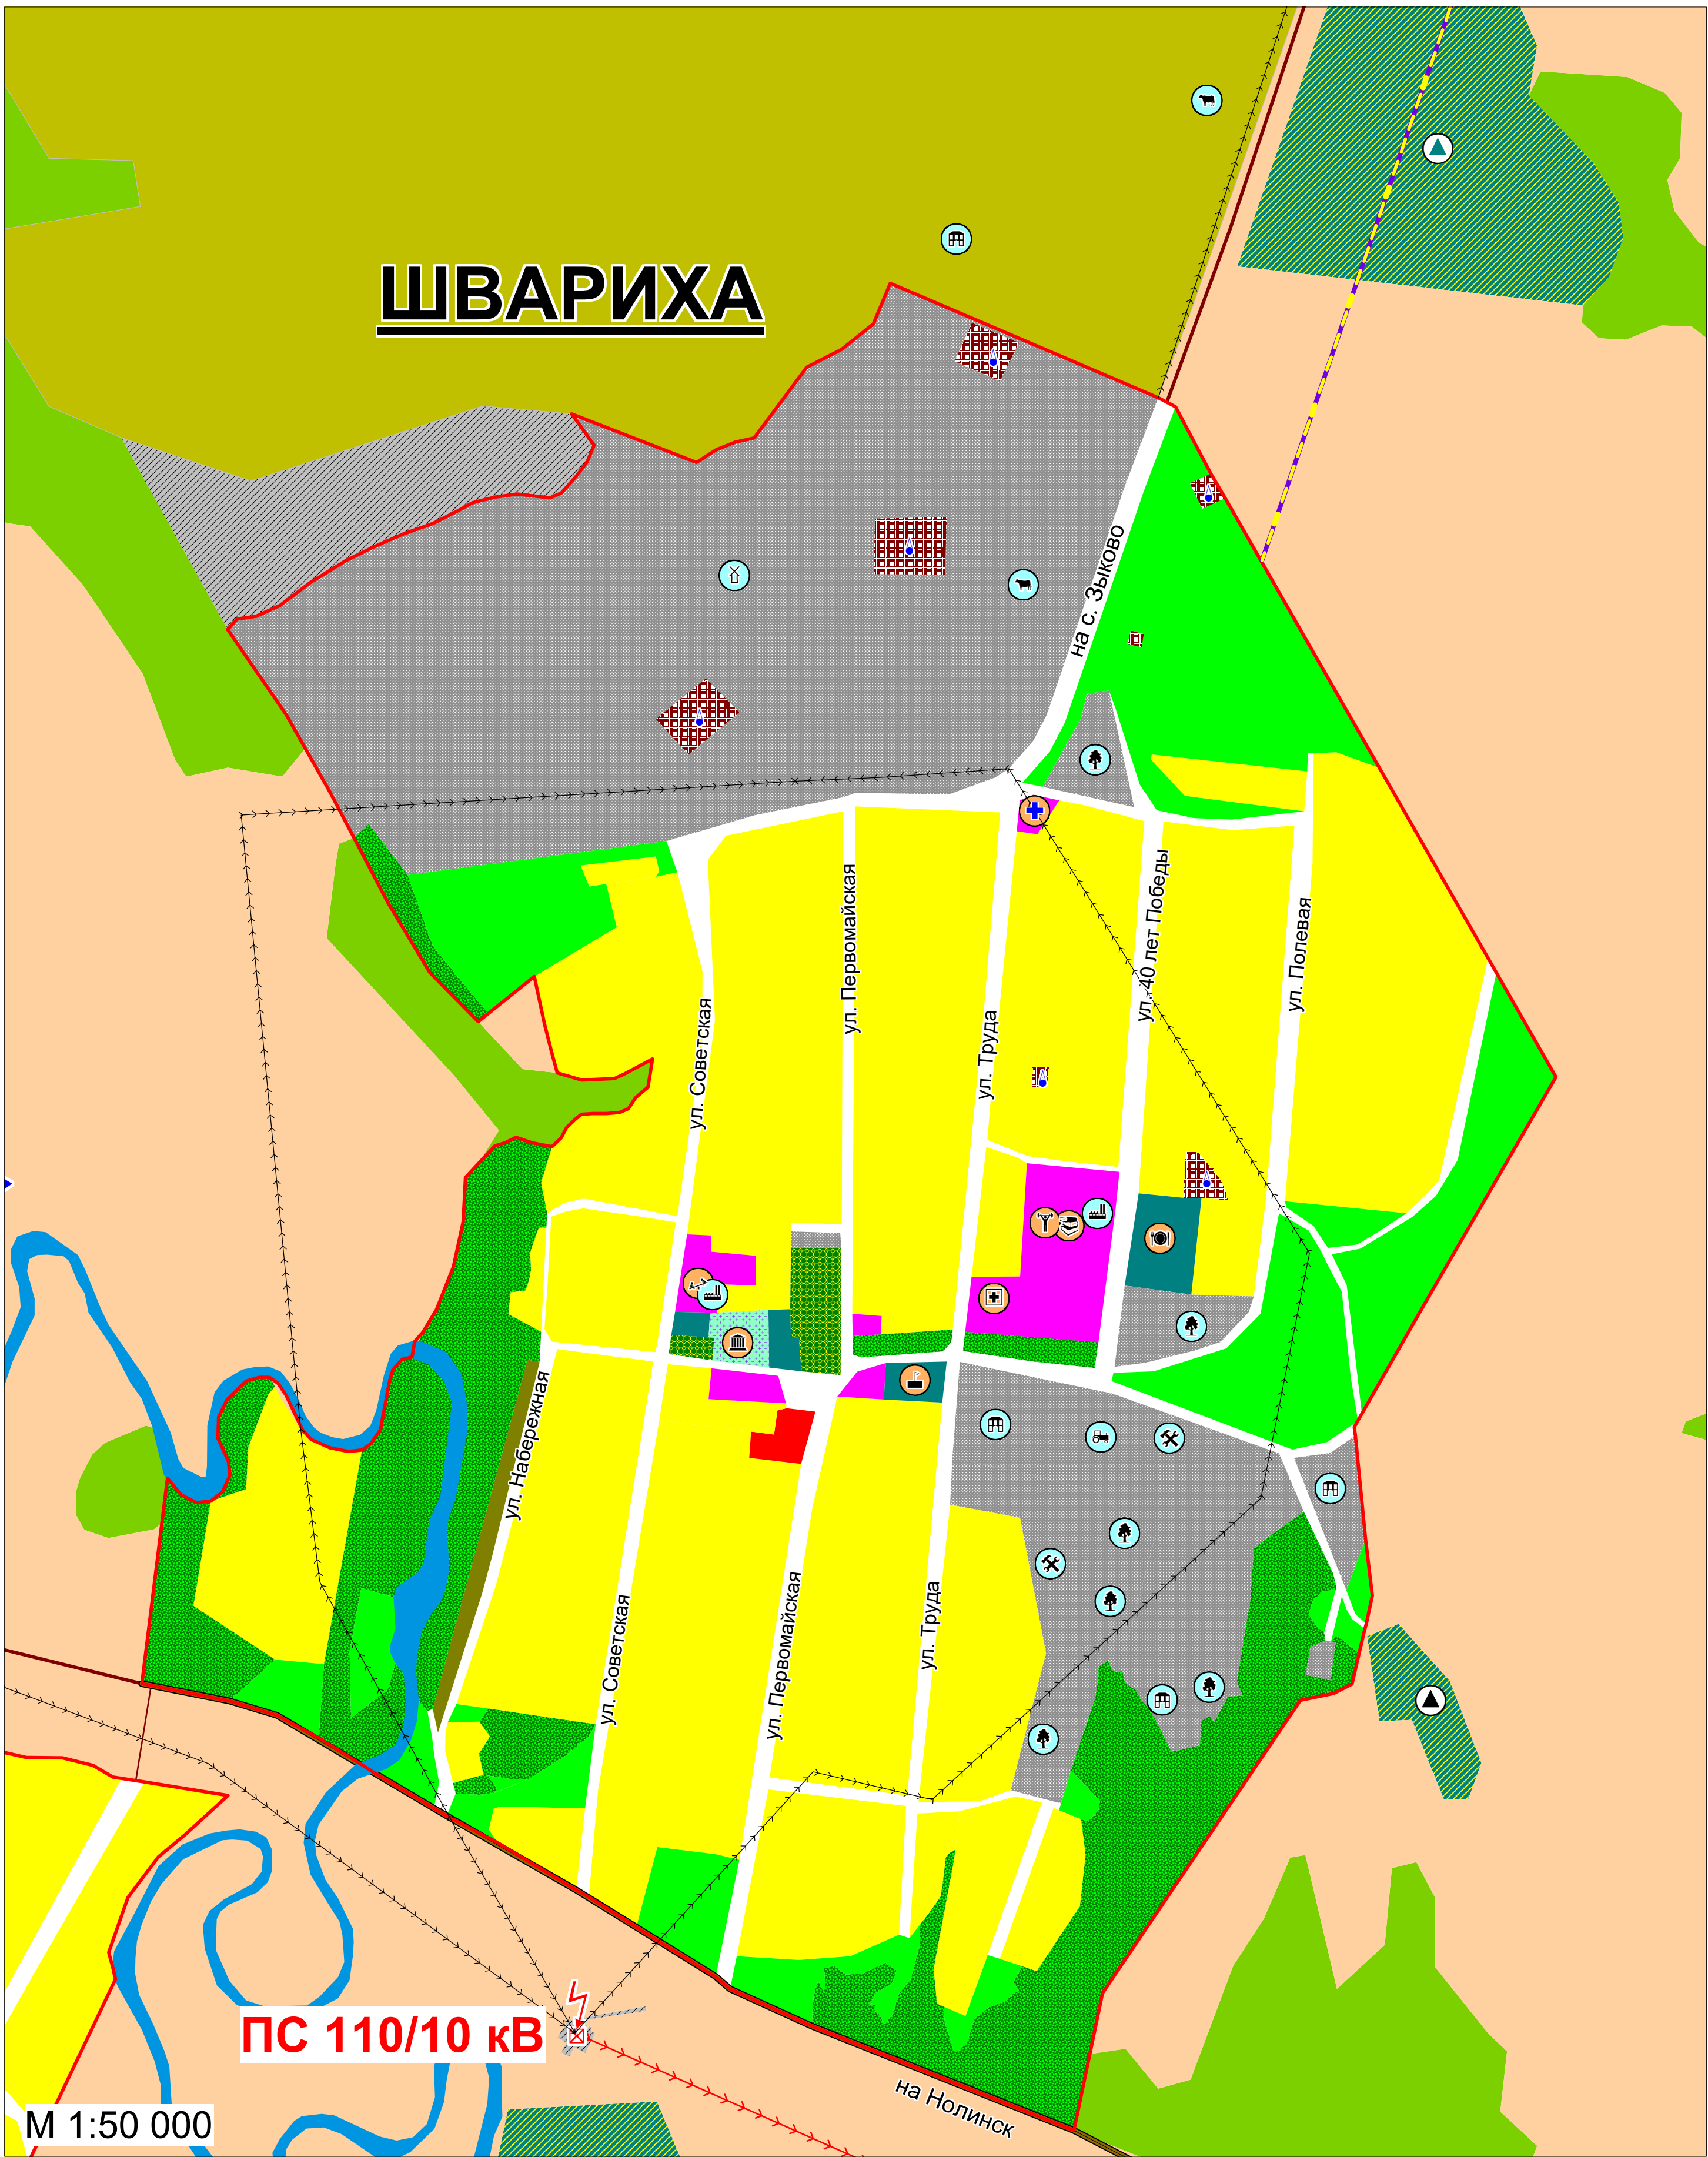 ШВАРИХА
на с. Зыково
ул. Первомайская
ул. 40 лет Победы
ул. Полевая
ул. Советская
ул. Труда
ул. Набережная
ул. Советская
ул. Первомайская
ул. Труда
ПС 110/10 кВ
на Нолинск
М 1:50 000